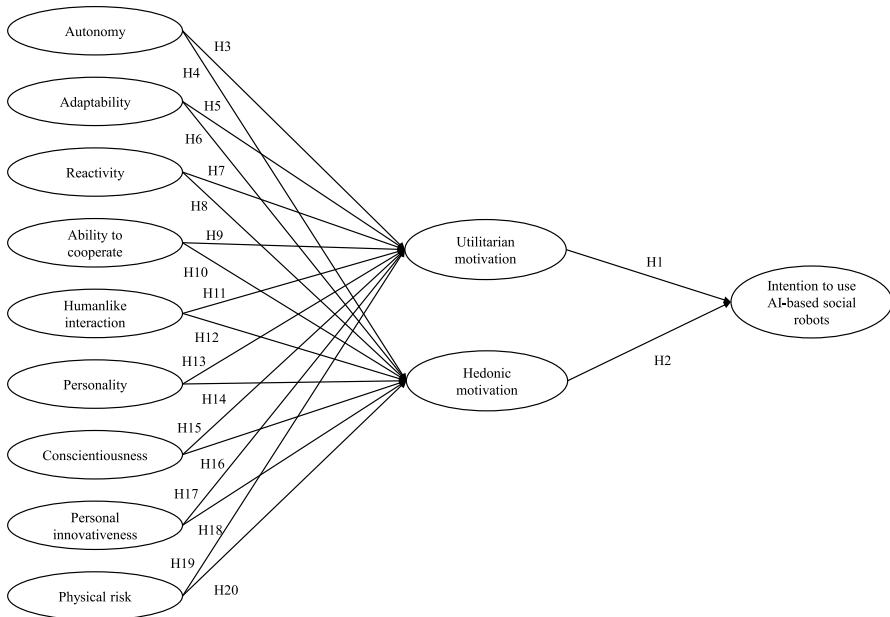 Autonomy
H3
H4
Adaptability
H5
H6
Reactivity
H7
H8
Ability to
cooperate
H9
H10
Humanlike
interaction
H11
H12
Personality
H13
H14
Conscientiousness
H15
H16
Personal
innovativeness
H17
H18
Physical risk
H19
H20
Utilitarian
motivation
Hedonic
motivation
H1
H2
Intention to use
AI-based social
robots